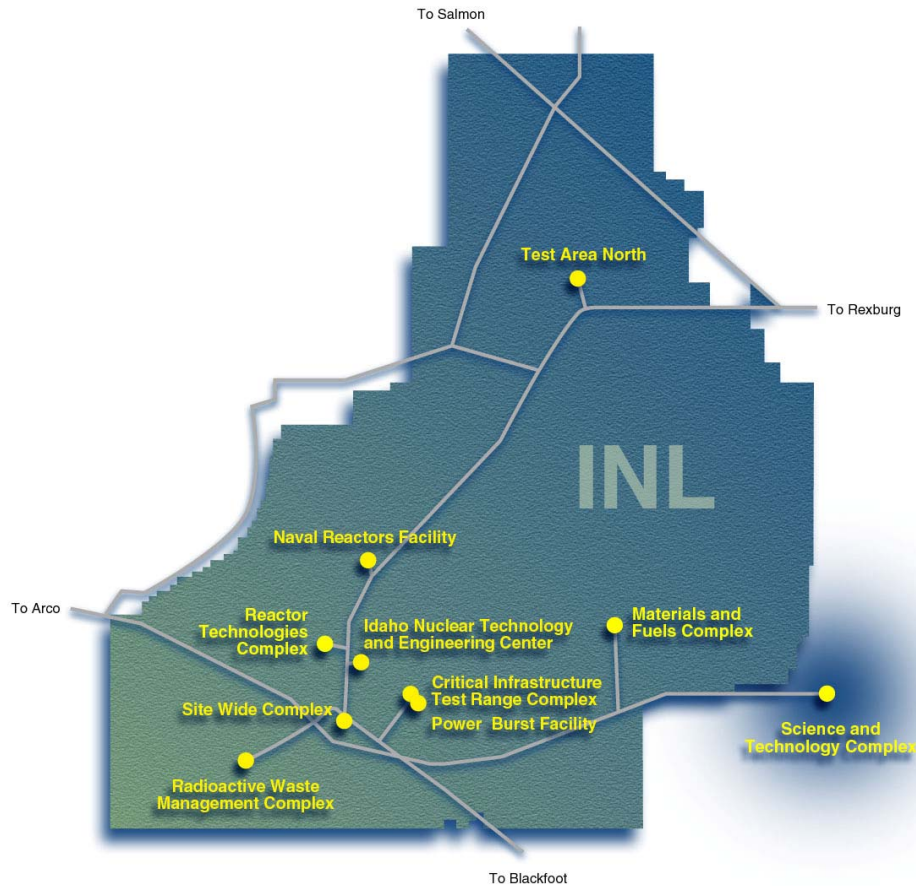 To Salmon
Test Area North
To Rexburg
INL
Naval Reactors Facility
To Arco
Reactor
Technologies
Complex
Idaho Nuclear Technology
and Engineering Center
Materials and
Fuels Complex
Critical Infrastructure
Test Range Complex
Site Wide Complex
Power Burst Facility
Science and
Technology Complex
Radioactive Waste
Management Complex
To Blackfoot